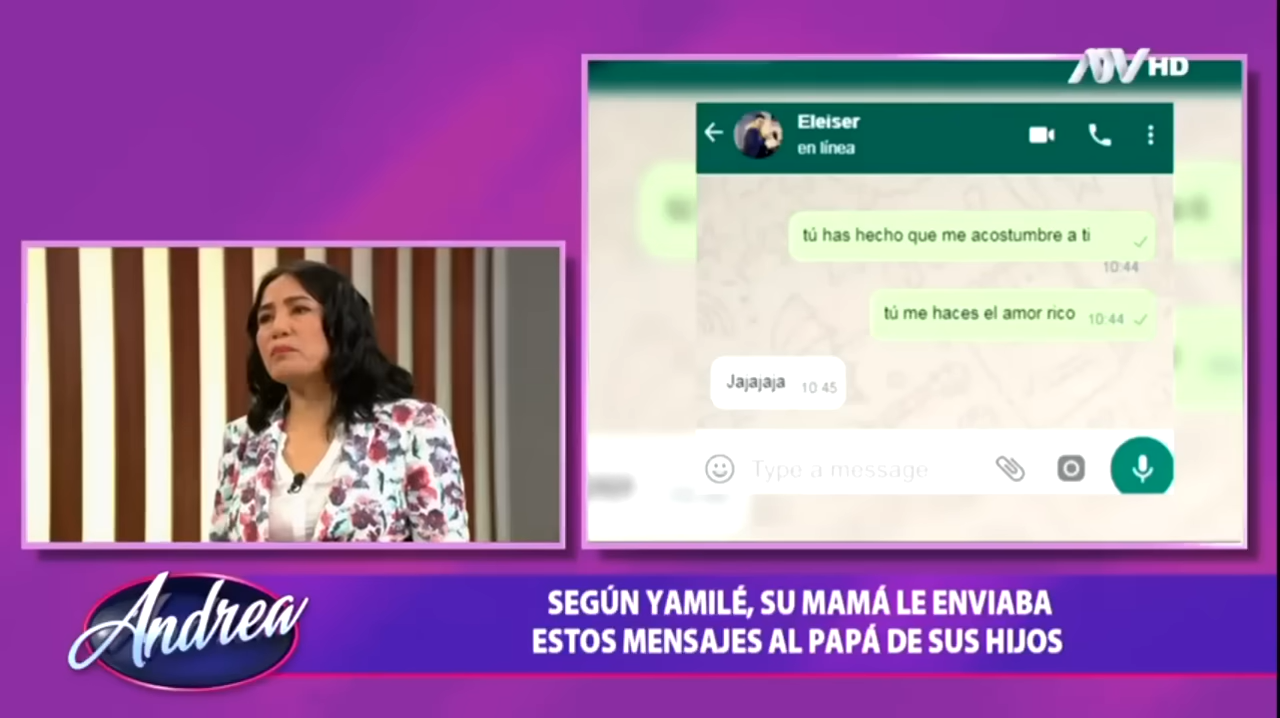 ATV HD
Eleiser
en línea
tú has hecho que me acostumbre a ti
10:44
tú me haces el amor rico 10:44
Jajajaja 10 45
Type a message
Andrea
SEGÚN YAMILÉ, SU MAMÁ LE ENVIABA
ESTOS MENSAJES AL PAPÁ DE SUS HIJOS